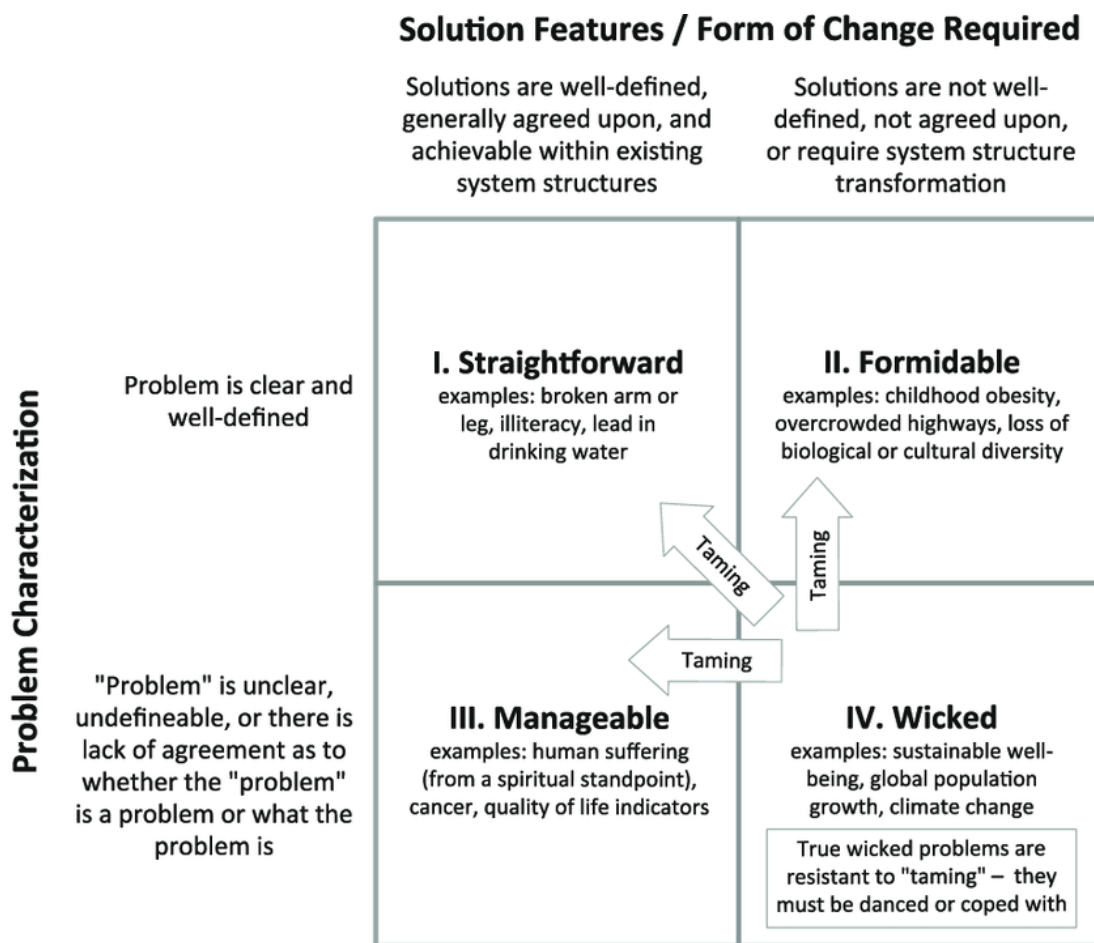 Solution Features / Form of Change Required
Solutions are well-defined,
generally agreed upon, and
achievable within existing
system structures
Solutions are not well-
defined, not agreed upon,
or require system structure
transformation
Problem Characterization
Problem is clear and
well-defined
I. Straightforward
examples: broken arm or
leg, illiteracy, lead in
drinking water
II. Formidable
examples: childhood obesity,
overcrowded highways, loss of
biological or cultural diversity
Taming
Taming
Taming
"Problem" is unclear,
undefineable, or there is
lack of agreement as to
whether the "problem"
is a problem or what the
problem is
III. Manageable
examples: human suffering
(from a spiritual standpoint),
cancer, quality of life indicators
IV. Wicked
examples: sustainable well-
being, global population
growth, climate change
True wicked problems are
resistant to "taming" – they
must be danced or coped with